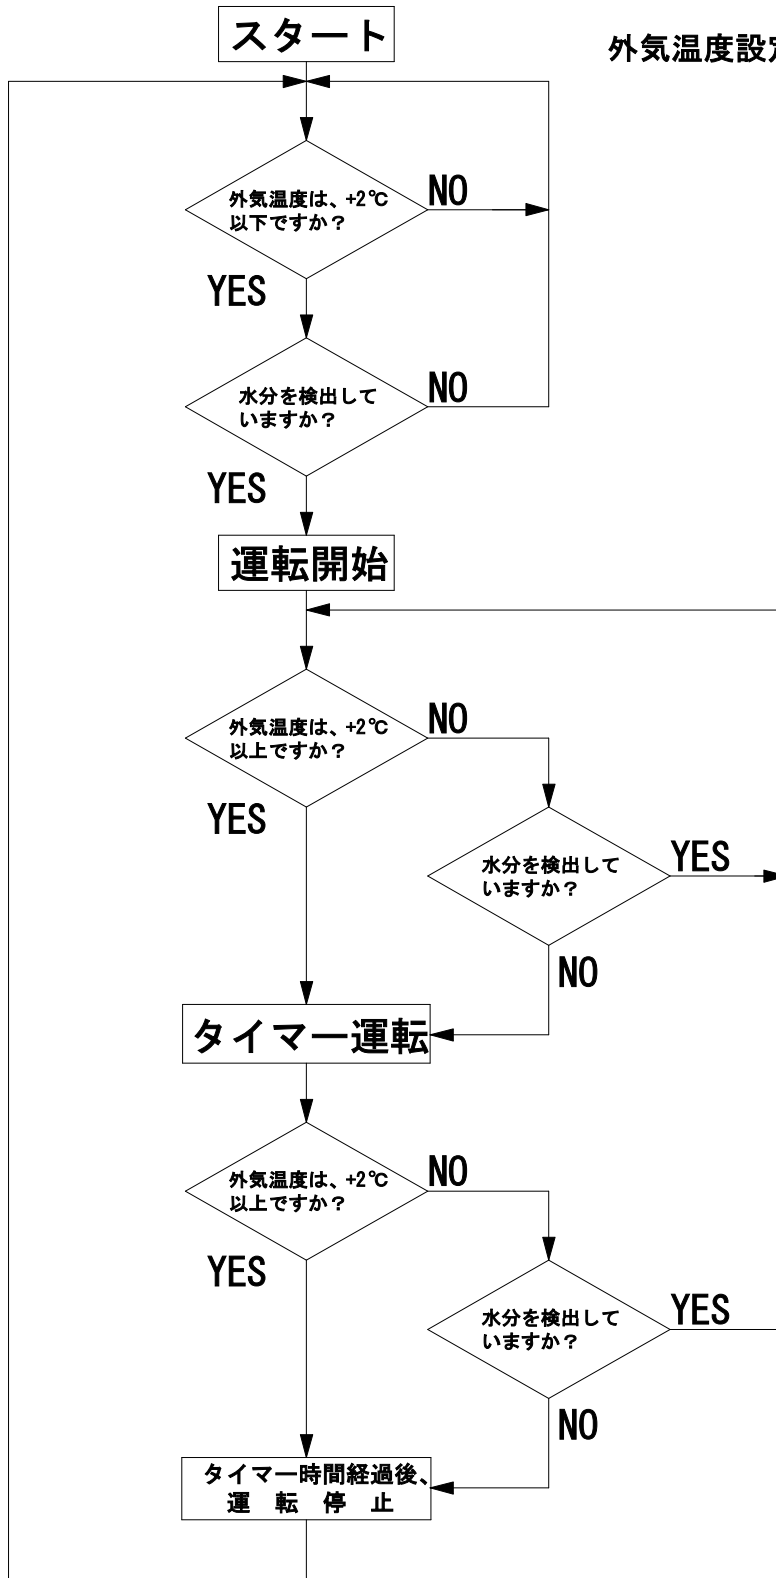 スタート
外気温度設定
外気温度は、+2℃
以下ですか？
NO
YES
水分を検出して
いますか？
NO
YES
運転開始
外気温度は、+2℃
以上ですか？
NO
YES
水分を検出して
いますか？
YES
NO
タイマー運転
外気温度は、+2℃
以上ですか？
NO
YES
水分を検出して
いますか？
YES
NO
タイマー時間経過後、
運 転 停 止